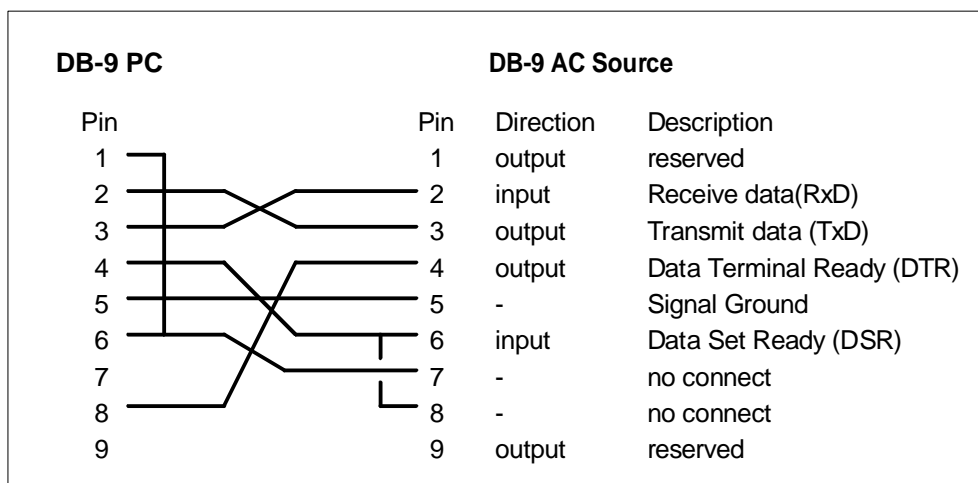 DB-9 PC DB-9 AC Source
Pin Pin Direction Description
1 1 output reserved
2 2 input Receive data(RxD)
3 3 output Transmit data (TxD)
4 4 output Data Terminal Ready (DTR)
5 5 - Signal Ground
6 6 input Data Set Ready (DSR)
7 7 - no connect
8 8 - no connect
9 9 output reserved